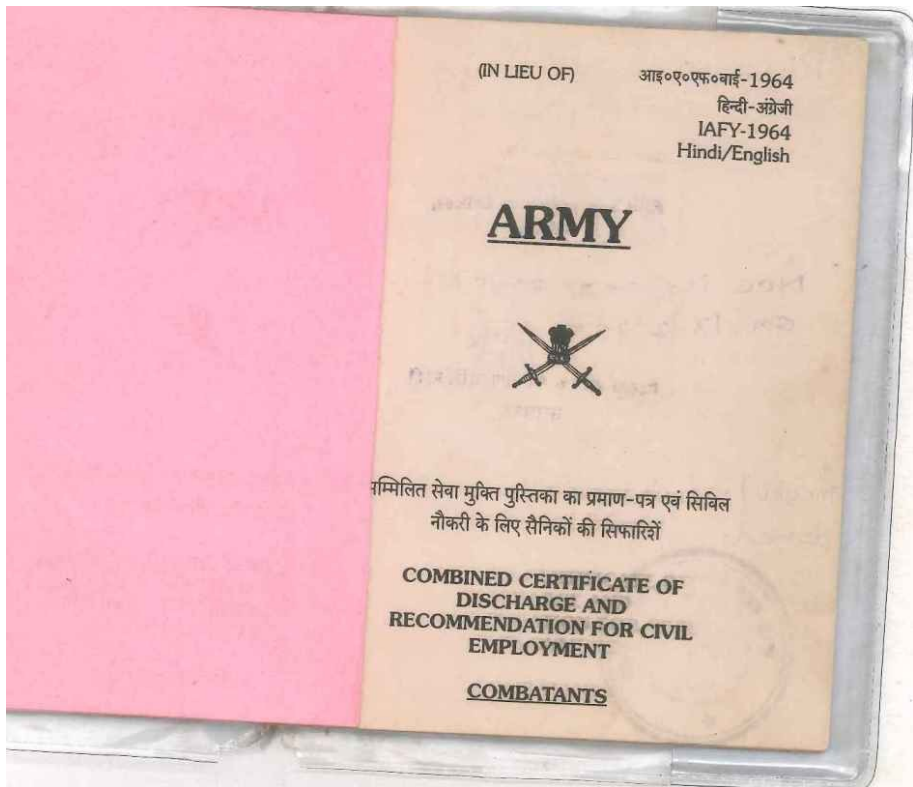 (IN LIEU OF)
आइ०ए०एफ०वाई-1964
हिन्दी-अंग्रेजी
IAFY-1964
Hindi/English
ARMY
सेवा मुक्ति पुस्तिका का प्रमाण-पत्र एवं सिविल
नौकरी के लिए सैनिकों की सिफारिशें
COMBINED CERTIFICATE OF
DISCHARGE AND
RECOMMENDATION FOR CIVIL
EMPLOYMENT
COMBATANTS